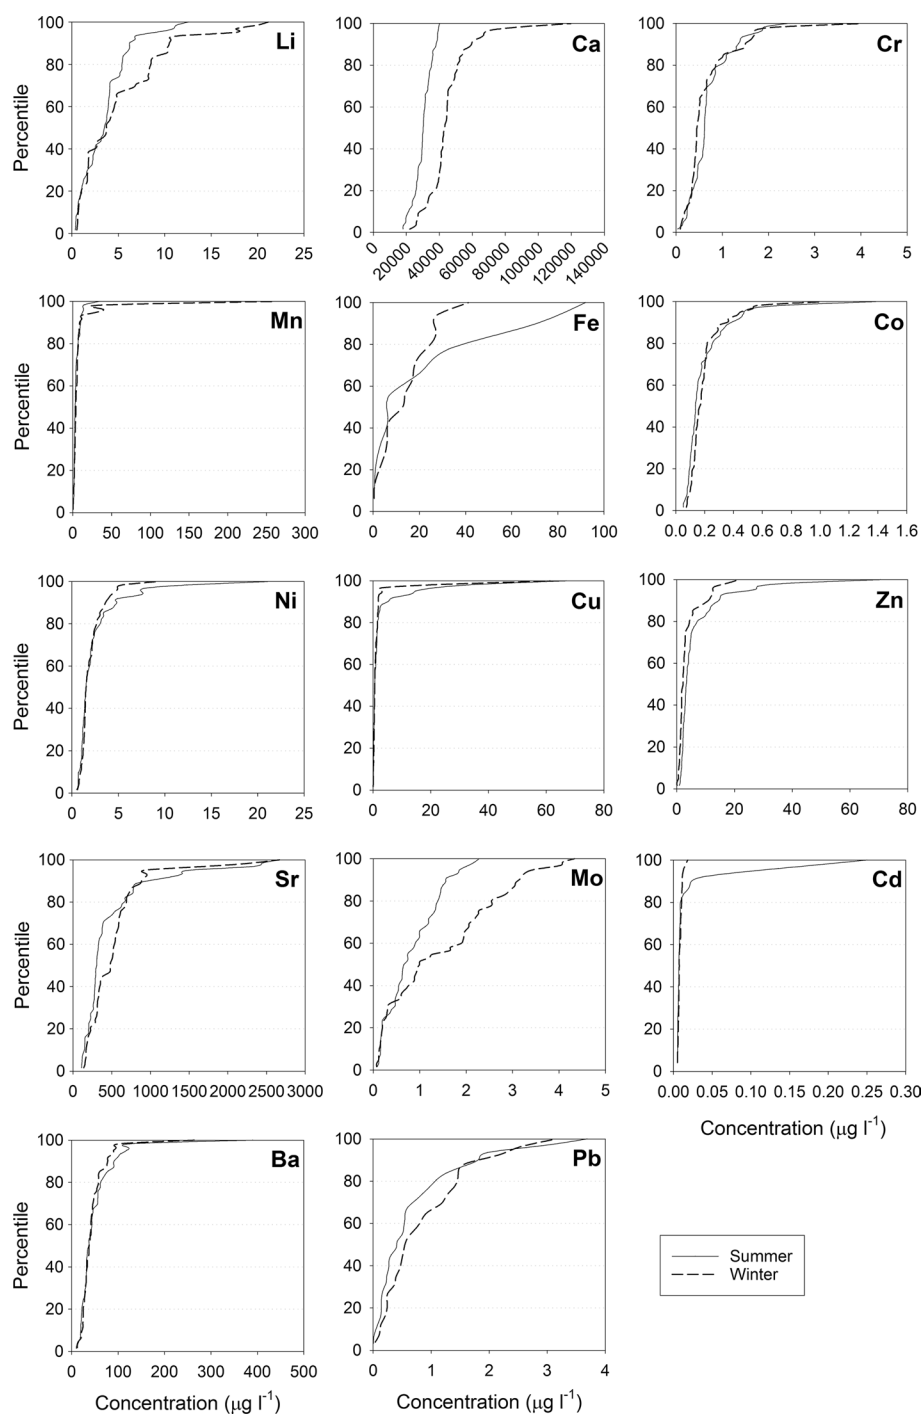 100 Li 100 Ca 100 Cr
80 80 80
Percentile 60 60 60
40 40 40
20 20 20
0 0 0
0 5 10 15 20 25 0 20000 40000 60000 80000 100000 120000 140000 0 1 2 3 4 5
100 Mn 100 Fe 100 Co
80 80 80
Percentile 60 60 60
40 40 40
20 20 20
0 0 0
0 50 100 150 200 250 300 0 20 40 60 80 100 0.0 0.2 0.4 0.6 0.8 1.0 1.2 1.4 1.6
100 Ni 100 Cu 100 Zn
80 80 80
Percentile 60 60 60
40 40 40
20 20 20
0 0 0
0 5 10 15 20 25 0 20 40 60 80 0 20 40 60 80
100 Sr 100 Mo 100 Cd
80 80 80
Percentile 60 60 60
40 40 40
20 20 20
0 0 0
0 500 1000 1500 2000 2500 3000 0 1 2 3 4 5 0.00 0.05 0.10 0.15 0.20 0.25 0.30
Concentration (μg l⁻¹)
100 Ba 100 Pb
80 80
Percentile 60 60
40 40
20 20
0 0
0 100 200 300 400 500 0 1 2 3 4
Summer
Winter
Concentration (μg l⁻¹) Concentration (μg l⁻¹)